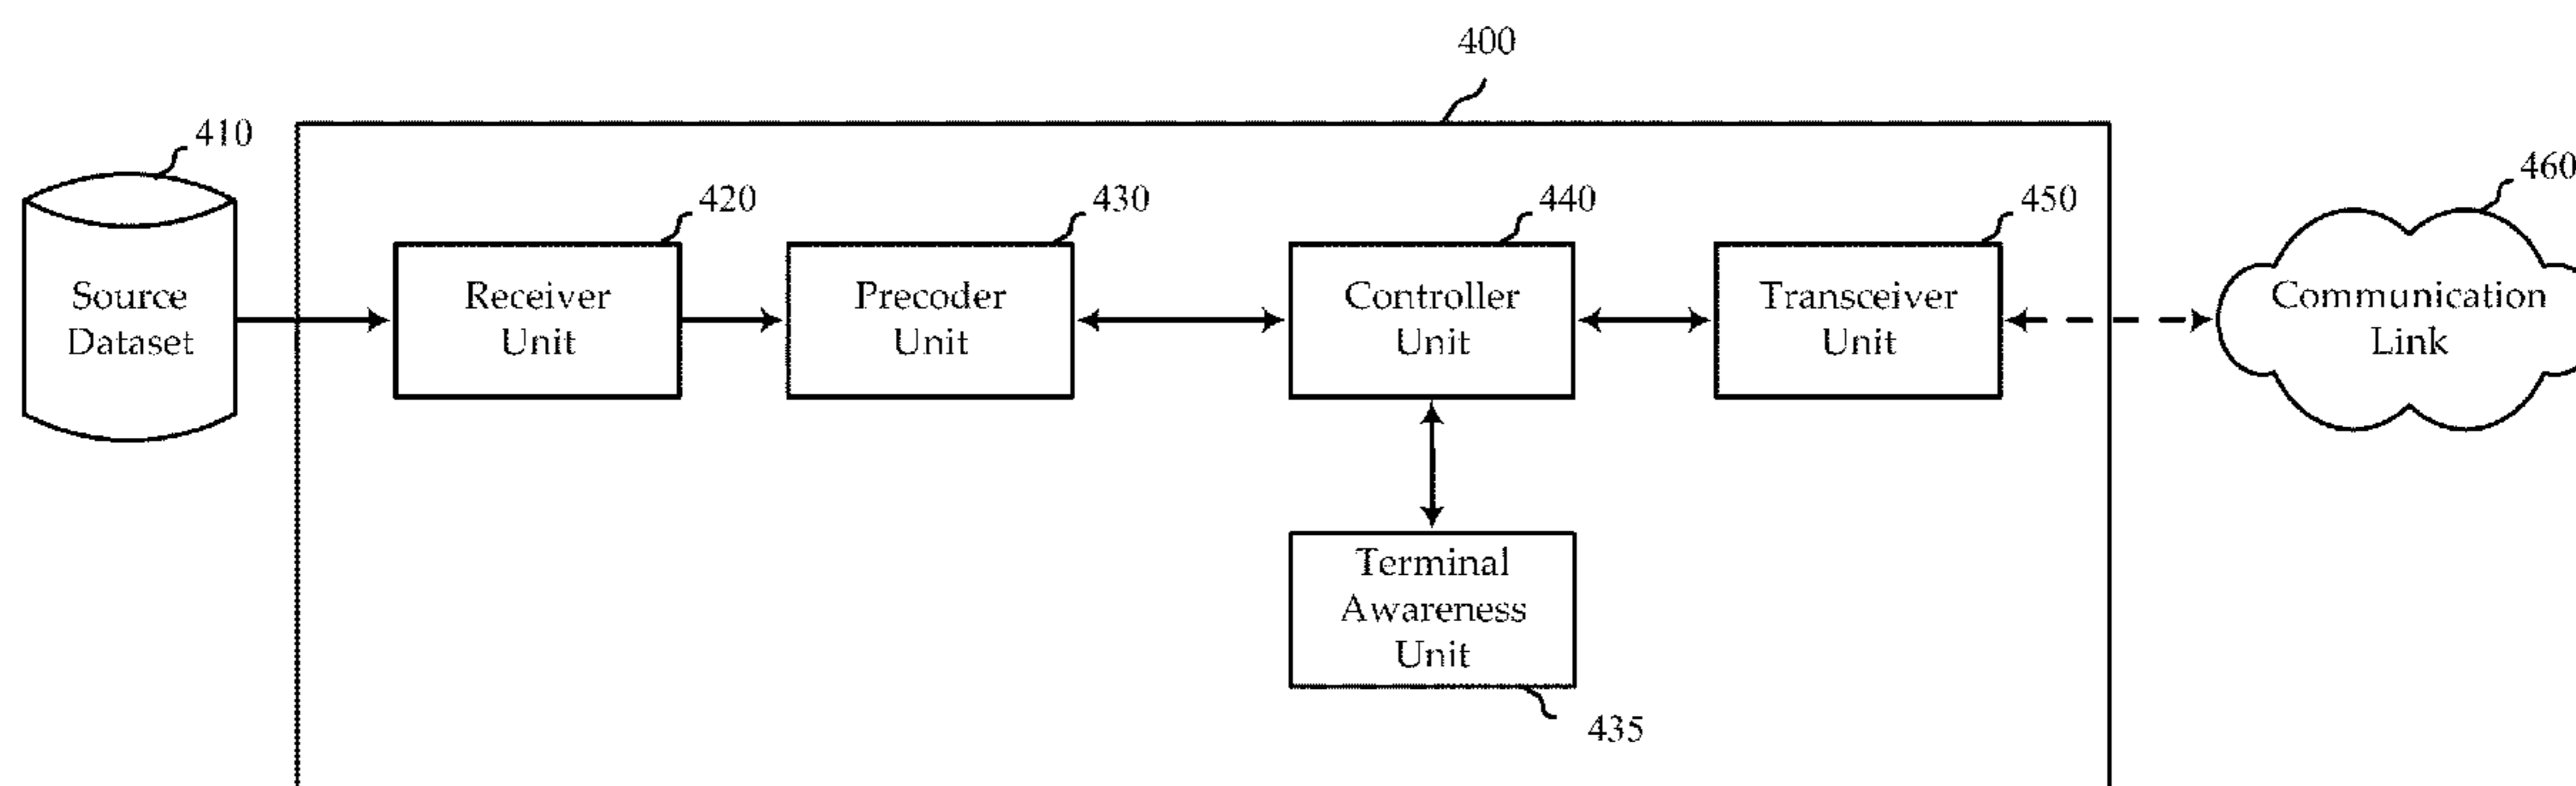 400
410
460
420
430
440
450
Source
Dataset
Receiver
Unit
Precoder
Unit
Controller
Unit
Transceiver
Unit
Communication
Link
Terminal
Awareness
Unit
435